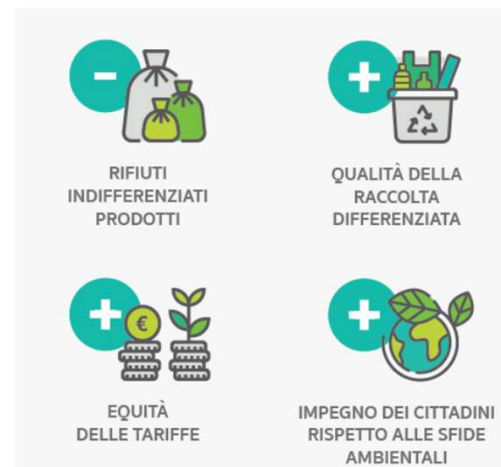 RIFIUTI
INDIFFERENZIATI
PRODOTTI
QUALITÀ DELLA
RACCOLTA
DIFFERENZIATA
€
EQUITÀ
DELLE TARIFFE
IMPEGNO DEI CITTADINI
RISPETTO ALLE SFIDE
AMBIENTALI